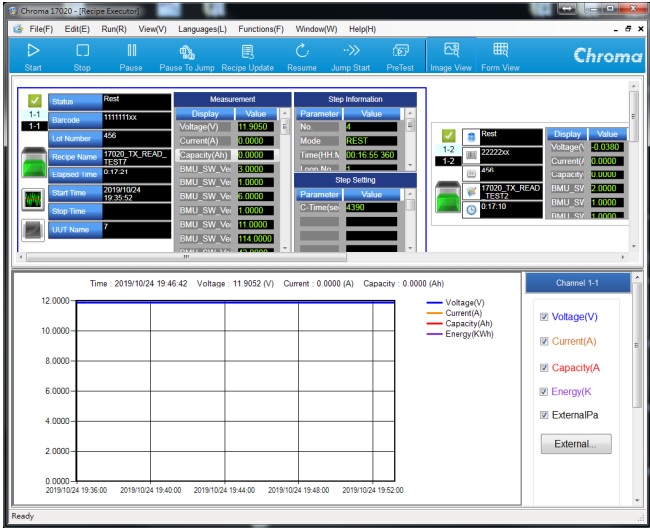 Chroma 17020 - [Recipe Executor]
File(F) Edit(E) Run(R) View(V) Languages(L) Functions(F) Window(W) Help(H)
Start Stop Pause Pause To Jump Recipe Update Resume Jump Start PreTest Image View Form View
Chroma
1-1
1-1
Status Rest
Barcode 1111111xx
Lot Number 456
Recipe Name 17020_TX_READ_
TEST7
Elapsed Time 0:17:21
Start Time 2019/10/24
19:35:52
Stop Time
UUT Name 7
Measurement
Display Value
Voltage(V) 11.9050
Current(A) 0.0000
Capacity(Ah) 0.0000
BMU_SW_Ve 3.0000
BMU_SW_Ve 1.0000
BMU_SW_Ve 6.0000
BMU_SW_Ve 1.0000
BMU_SW_Ve 11.0000
BMU_SW_Ve 114.0000
Step Information
Parameter Value
No. 4
Mode REST
Time(HH:M 00:16:55 360
Loop No. 1
Step Setting
Parameter Value
C-Time(se 4390
1-2
1-2
Rest
22222xx
456
17020_TX_READ
_TEST2
0:17:10
Display Value
Voltage(V -0.0380
Current(A 0.0000
Capacity 0.0000
BMU_SW 2.0000
BMU_SW 1.0000
BMU_SW 1.0000
Time : 2019/10/24 19:46:42 Voltage : 11.9052 (V) Current : 0.0000 (A) Capacity : 0.0000 (Ah)
12.0000
10.0000
8.0000
6.0000
4.0000
2.0000
0.0000
2019/10/24 19:36:00 2019/10/24 19:40:00 2019/10/24 19:44:00 2019/10/24 19:48:00 2019/10/24 19:52:00
Voltage(V)
Current(A)
Capacity(Ah)
Energy(KWh)
Channel 1-1
Voltage(V)
Current(A)
Capacity(A
Energy(K
ExternalPa
External...
Ready